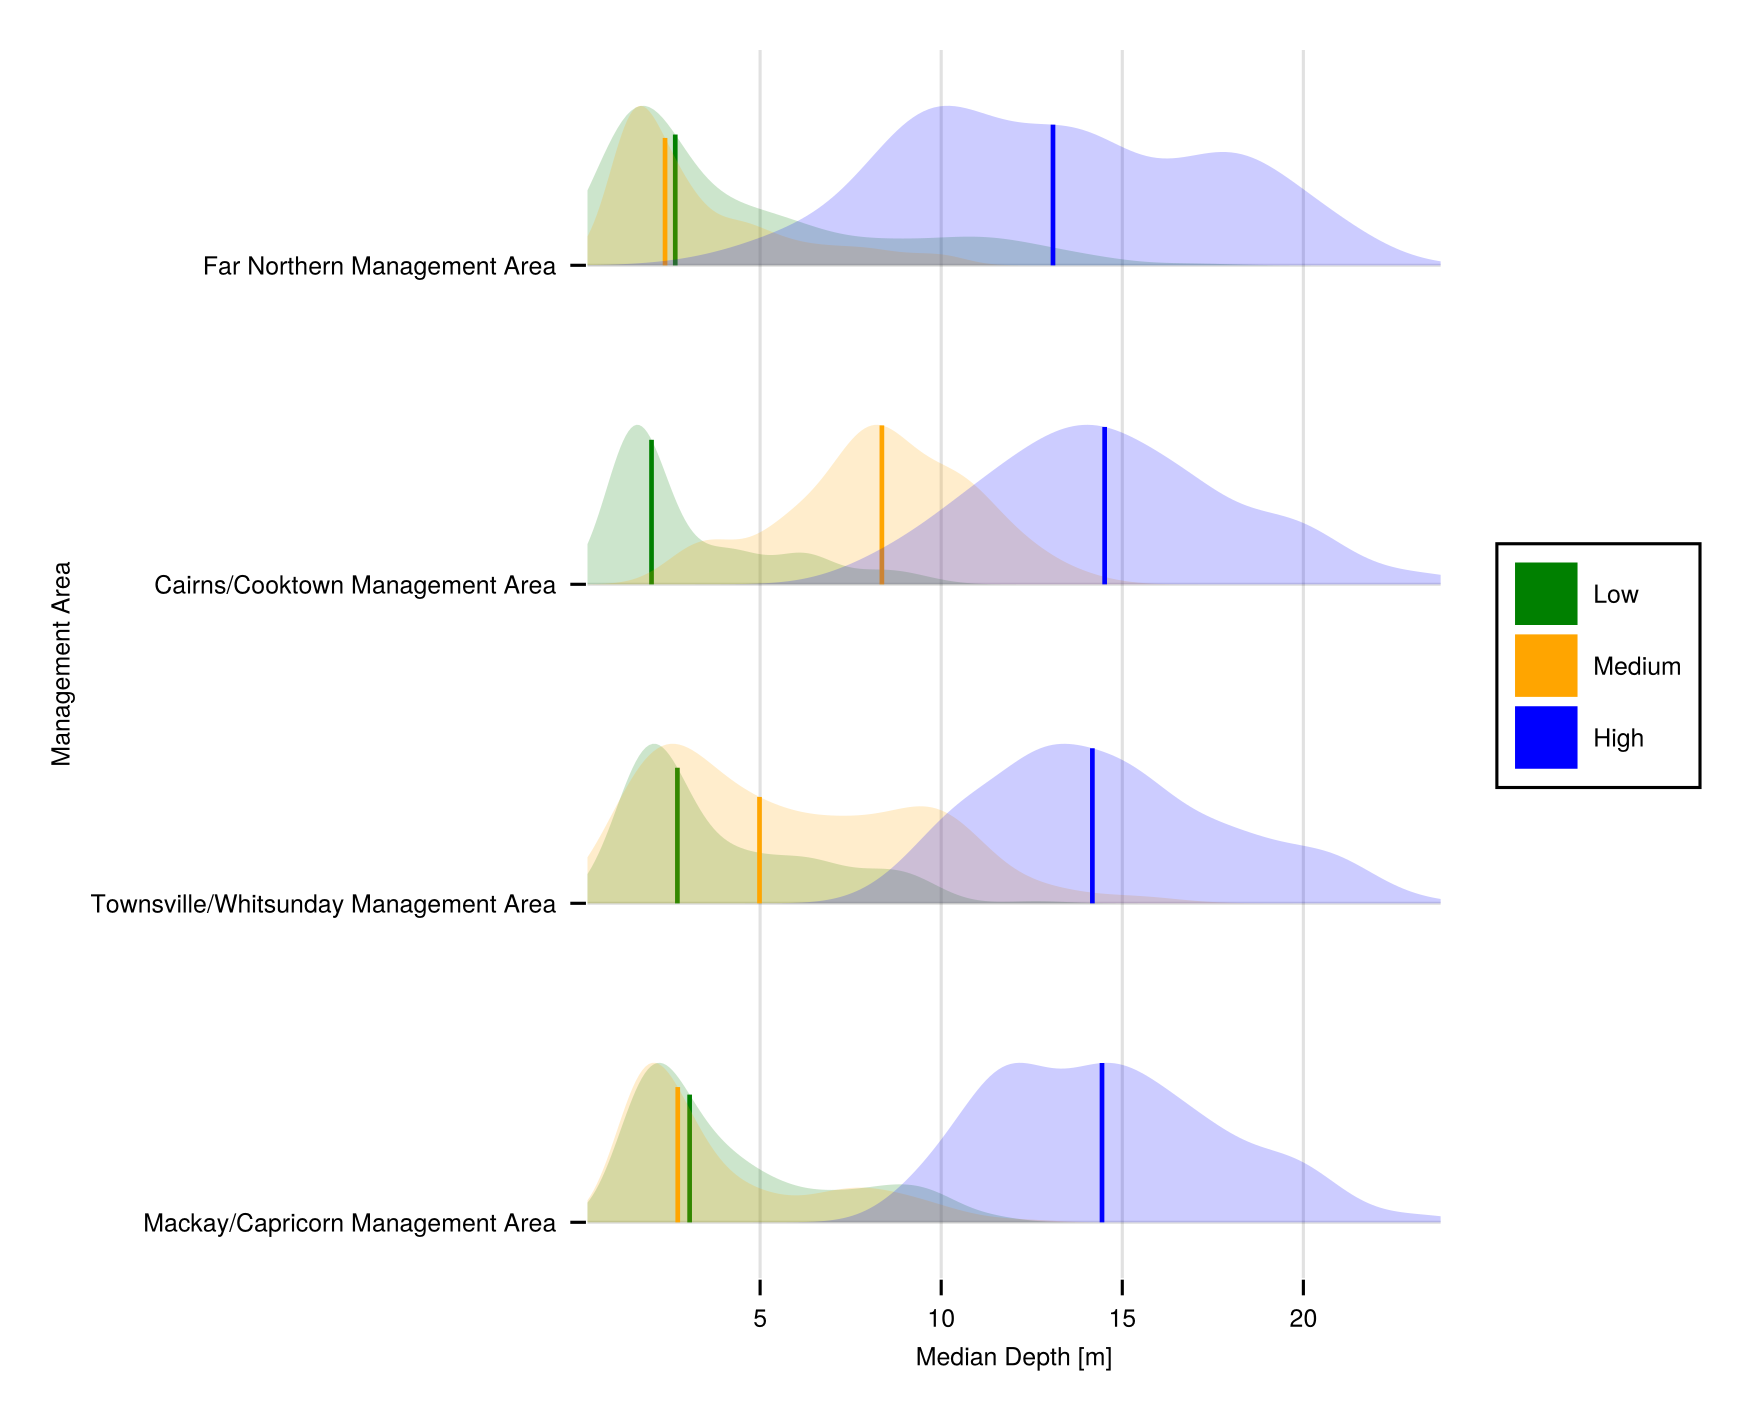 Far Northern Management Area
Cairns/Cooktown Management Area
Townsville/Whitsunday Management Area
Mackay/Capricorn Management Area
Management Area
5 10 15 20
Median Depth [m]
Low
Medium
High